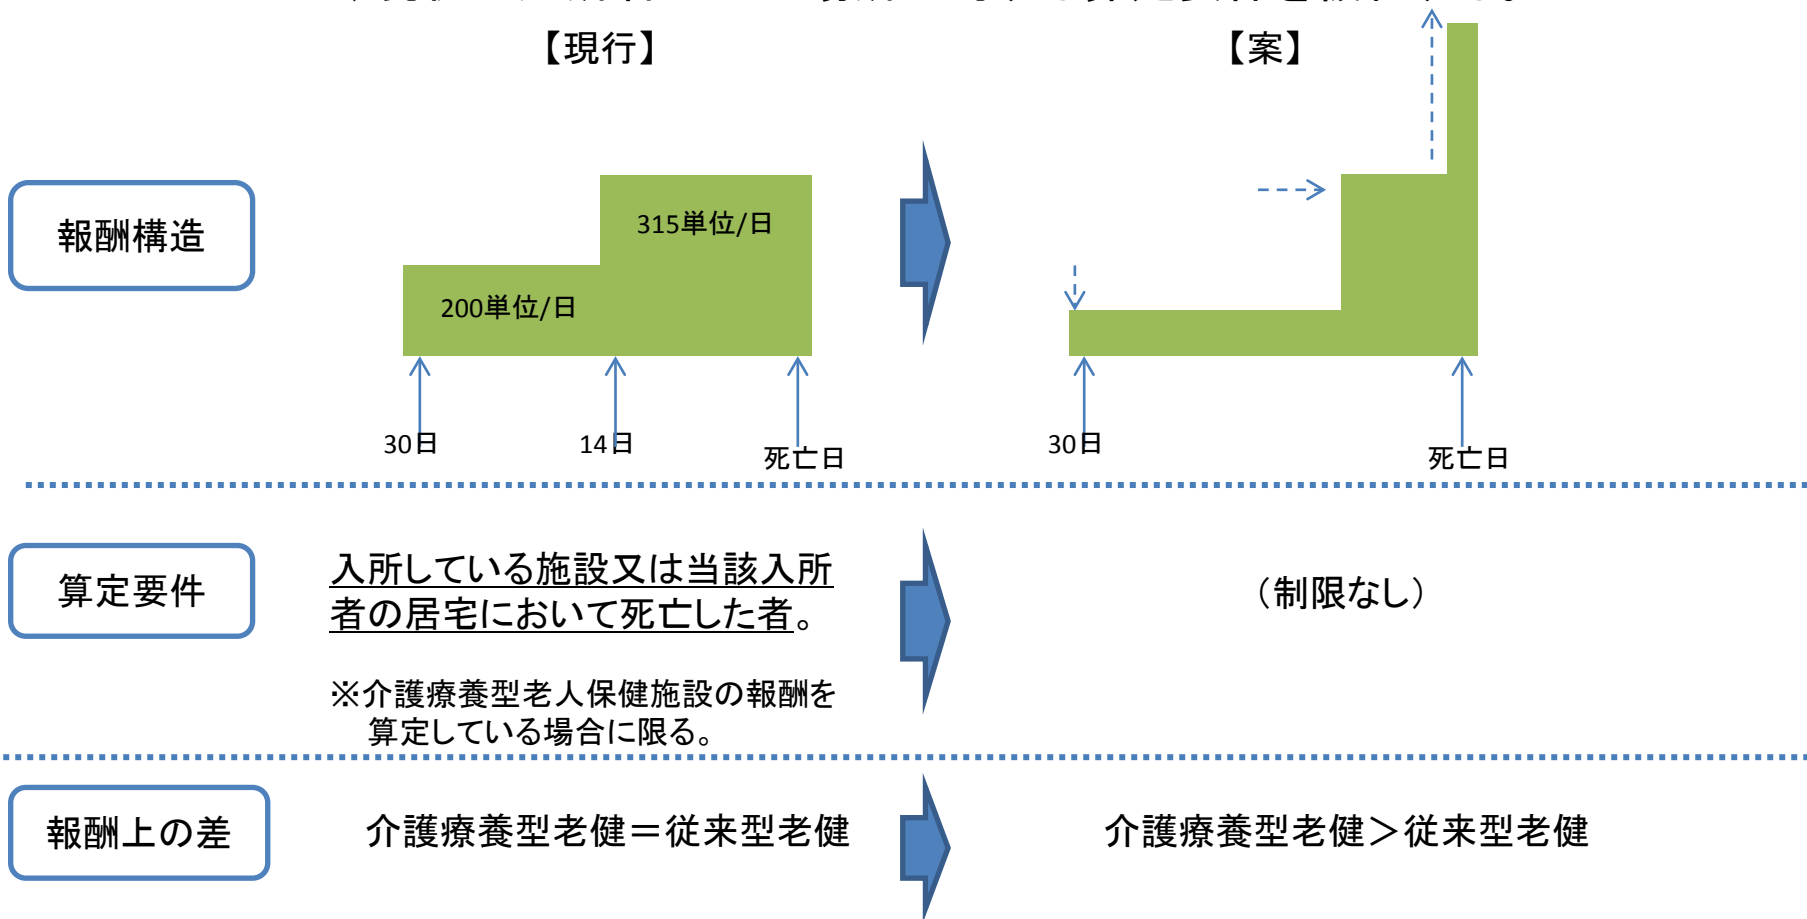 【現行】
【案】
報酬構造
315単位/日
200単位/日
30日
14日
死亡日
30日
死亡日
算定要件
入所している施設又は当該入所
者の居宅において死亡した者。
※介護療養型老人保健施設の報酬を
算定している場合に限る。
（制限なし）
報酬上の差
介護療養型老健＝従来型老健
介護療養型老健＞従来型老健